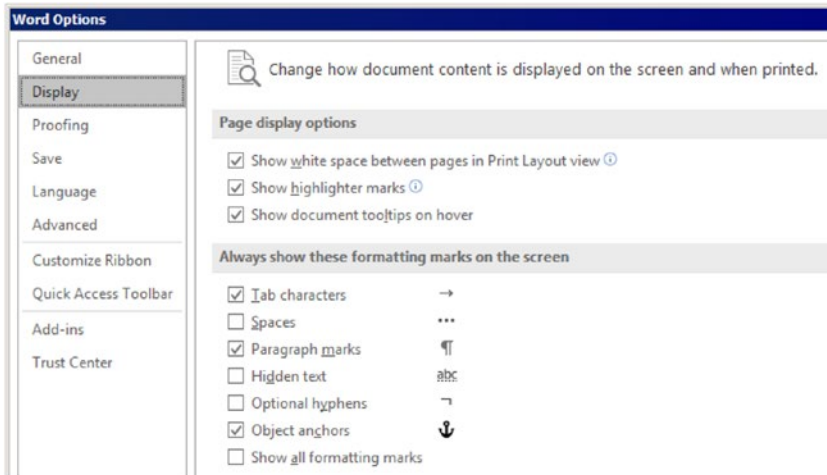 Word Options
General
Display
Proofing
Save
Language
Advanced
Customize Ribbon
Quick Access Toolbar
Add-ins
Trust Center
Change how document content is displayed on the screen and when printed.
Page display options
Show white space between pages in Print Layout view
Show highlighter marks
Show document tooltips on hover
Always show these formatting marks on the screen
Tab characters →
Spaces •••
Paragraph marks ¶
Hidden text abc
Optional hyphens ¬
Object anchors ⚓
Show all formatting marks